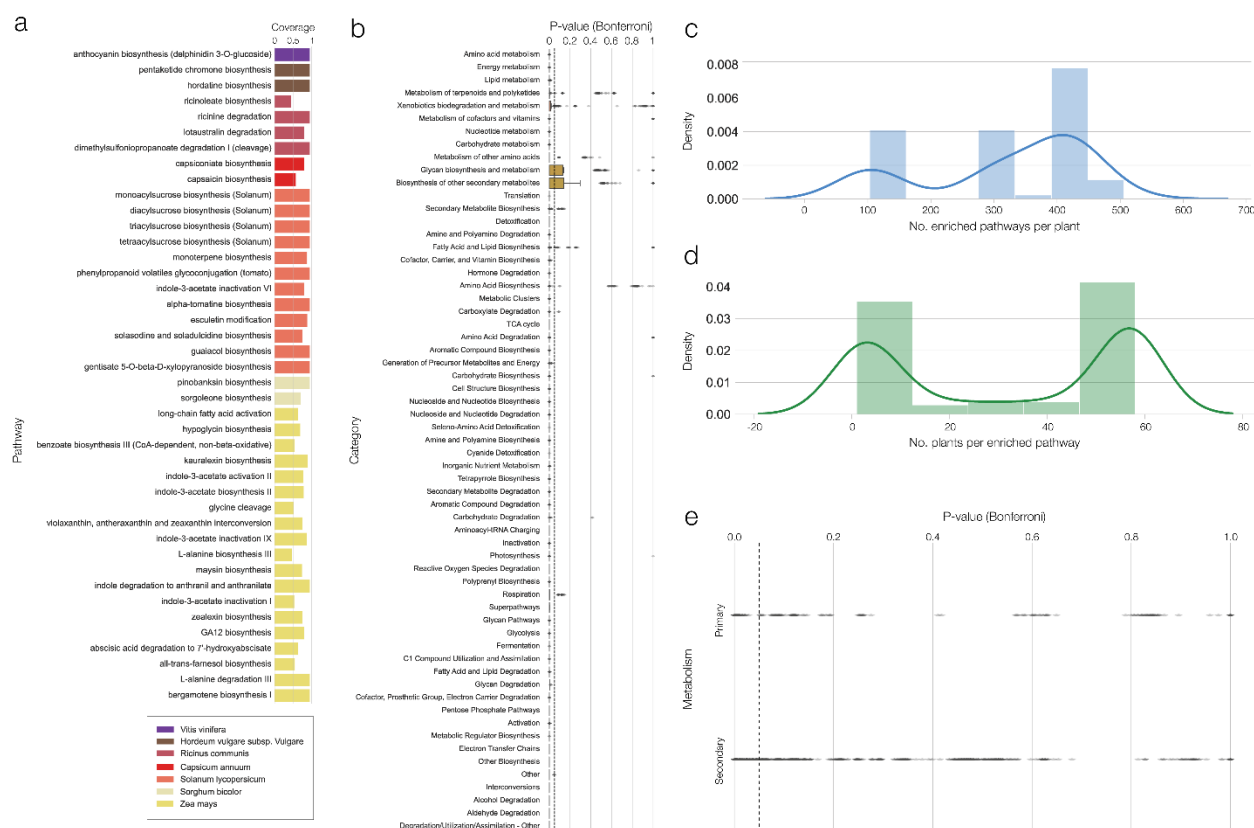 a
Coverage
0 0.5 1
anthocyanin biosynthesis (delphinidin 3-O-glucoside)
pentaketide chromone biosynthesis
hordatine biosynthesis
ricinoleate biosynthesis
ricinine degradation
lotaustralin degradation
dimethylsulfoniopropanoate degradation I (cleavage)
capsiconiate biosynthesis
capsaicin biosynthesis
monoacylsucrose biosynthesis (Solanum)
diacylsucrose biosynthesis (Solanum)
triacylsucrose biosynthesis (Solanum)
tetraacylsucrose biosynthesis (Solanum)
monoterpene biosynthesis
phenylpropanoid volatiles glycoconjugation (tomato)
indole-3-acetate inactivation VI
alpha-tomatine biosynthesis
esculetin modification
solasodine and soladulcidine biosynthesis
guaiacol biosynthesis
gentisate 5-O-beta-D-xylopyranoside biosynthesis
pinobanksin biosynthesis
sorgoleone biosynthesis
long-chain fatty acid activation
hypoglycin biosynthesis
benzoate biosynthesis III (CoA-dependent, non-beta-oxidative)
kauralexin biosynthesis
indole-3-acetate activation II
indole-3-acetate biosynthesis II
glycine cleavage
violaxanthin, antheraxanthin and zeaxanthin interconversion
indole-3-acetate inactivation IX
L-alanine biosynthesis III
maysin biosynthesis
indole degradation to anthranil and anthranilate
indole-3-acetate inactivation I
zealexin biosynthesis
GA12 biosynthesis
abscisic acid degradation to 7'-hydroxyabscisate
all-trans-farnesol biosynthesis
L-alanine degradation III
bergamotene biosynthesis I
Pathway
Vitis vinifera
Hordeum vulgare subsp. Vulgare
Ricinus communis
Capsicum annuum
Solanum lycopersicum
Sorghum bicolor
Zea mays
b
P-value (Bonferroni)
0 0.2 0.4 0.6 0.8 1
Amino acid metabolism
Energy metabolism
Lipid metabolism
Metabolism of terpenoids and polyketides
Xenobiotics biodegradation and metabolism
Metabolism of cofactors and vitamins
Nucleotide metabolism
Carbohydrate metabolism
Metabolism of other amino acids
Glycan biosynthesis and metabolism
Biosynthesis of other secondary metabolites
Translation
Secondary Metabolite Biosynthesis
Detoxification
Amine and Polyamine Degradation
Fatty Acid and Lipid Biosynthesis
Cofactor, Carrier, and Vitamin Biosynthesis
Hormone Degradation
Amino Acid Biosynthesis
Metabolic Clusters
Carboxylate Degradation
TCA cycle
Amino Acid Degradation
Aromatic Compound Biosynthesis
Generation of Precursor Metabolites and Energy
Carbohydrate Biosynthesis
Cell Structure Biosynthesis
Nucleoside and Nucleotide Biosynthesis
Nucleoside and Nucleotide Degradation
Seleno-Amino Acid Detoxification
Amine and Polyamine Biosynthesis
Cyanide Detoxification
Inorganic Nutrient Metabolism
Tetrapyrrole Biosynthesis
Secondary Metabolite Degradation
Aromatic Compound Degradation
Carbohydrate Degradation
Aminoacyl-tRNA Charging
Inactivation
Photosynthesis
Reactive Oxygen Species Degradation
Polyprenyl Biosynthesis
Respiration
Superpathways
Glycan Pathways
Glycolysis
Fermentation
C1 Compound Utilization and Assimilation
Fatty Acid and Lipid Degradation
Glycan Degradation
Cofactor, Prosthetic Group, Electron Carrier Degradation
Pentose Phosphate Pathways
Activation
Metabolic Regulator Biosynthesis
Electron Transfer Chains
Other Biosynthesis
Other
Interconversions
Alcohol Degradation
Aldehyde Degradation
Degradation/Utilization/Assimilation - Other
Category
c
0.008
0.006
0.004
0.002
0.000
Density
0 100 200 300 400 500 600 700
No. enriched pathways per plant
d
0.04
0.03
0.02
0.01
0.00
Density
-20 0 20 40 60 80
No. plants per enriched pathway
e
P-value (Bonferroni)
0.0 0.2 0.4 0.6 0.8 1.0
Primary
Secondary
Metabolism